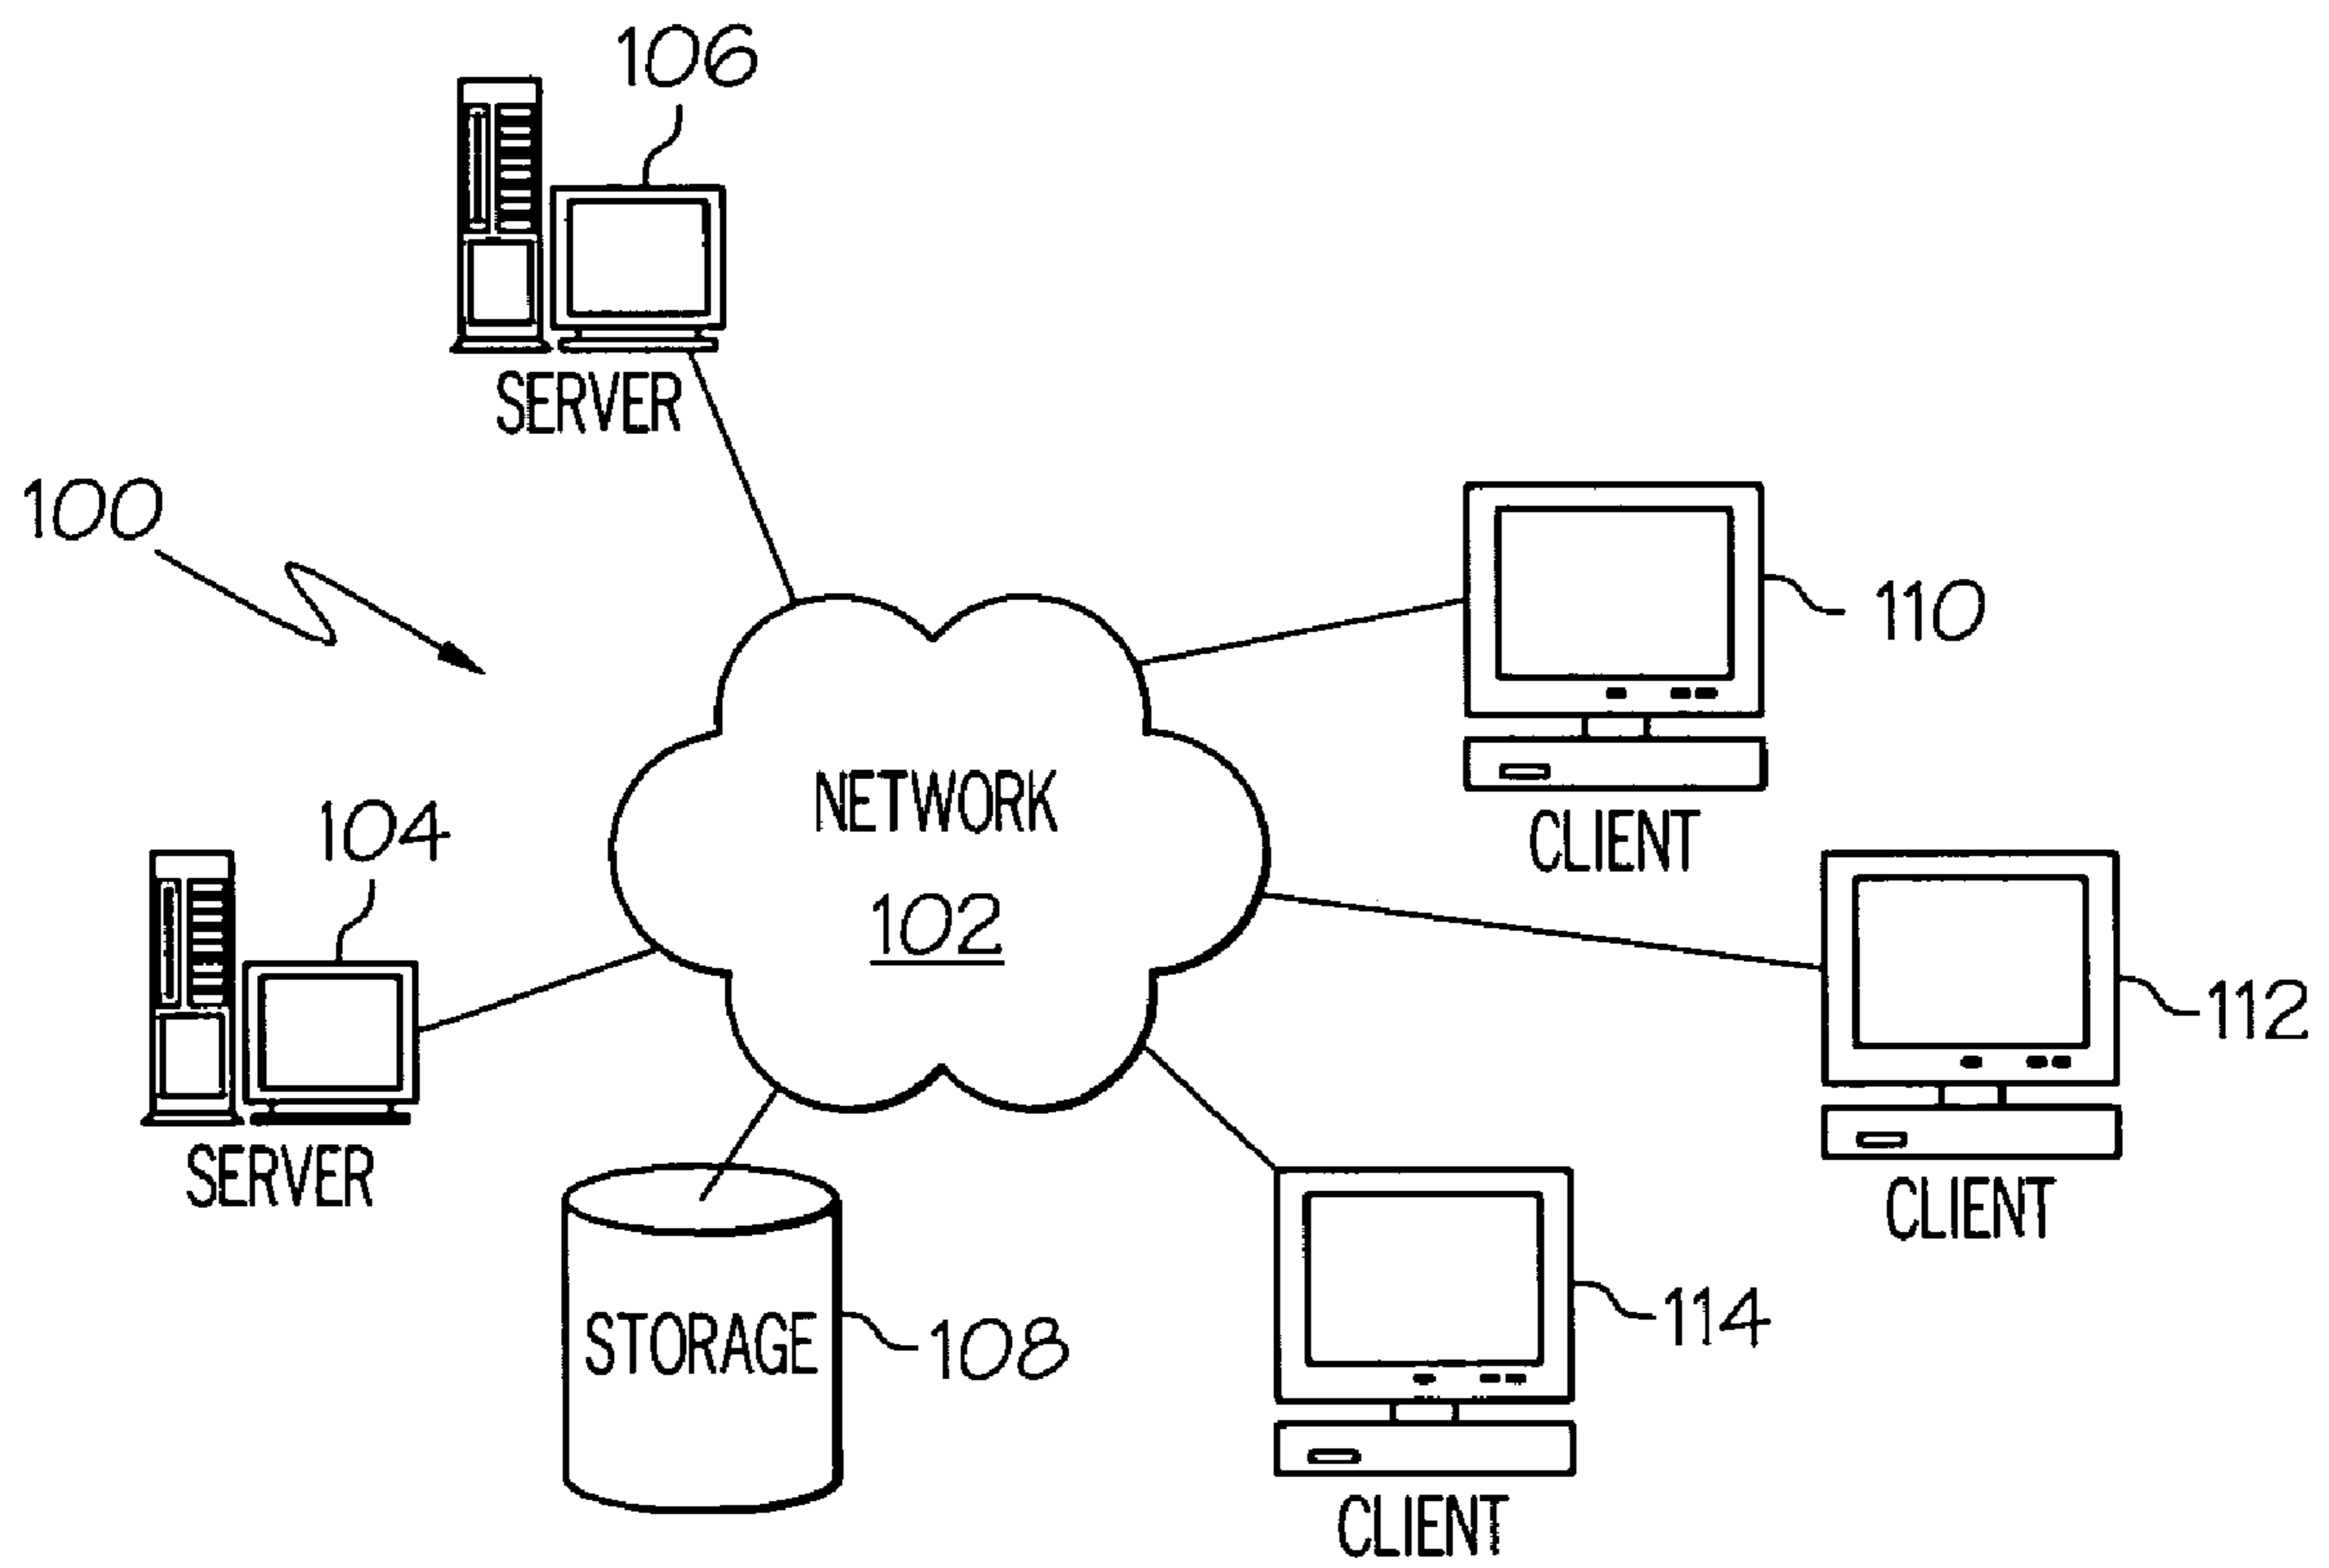 106
SERVER
100
110
NETWORK
102
CLIENT
104
112
SERVER
CLIENT
STORAGE
108
114
CLIENT